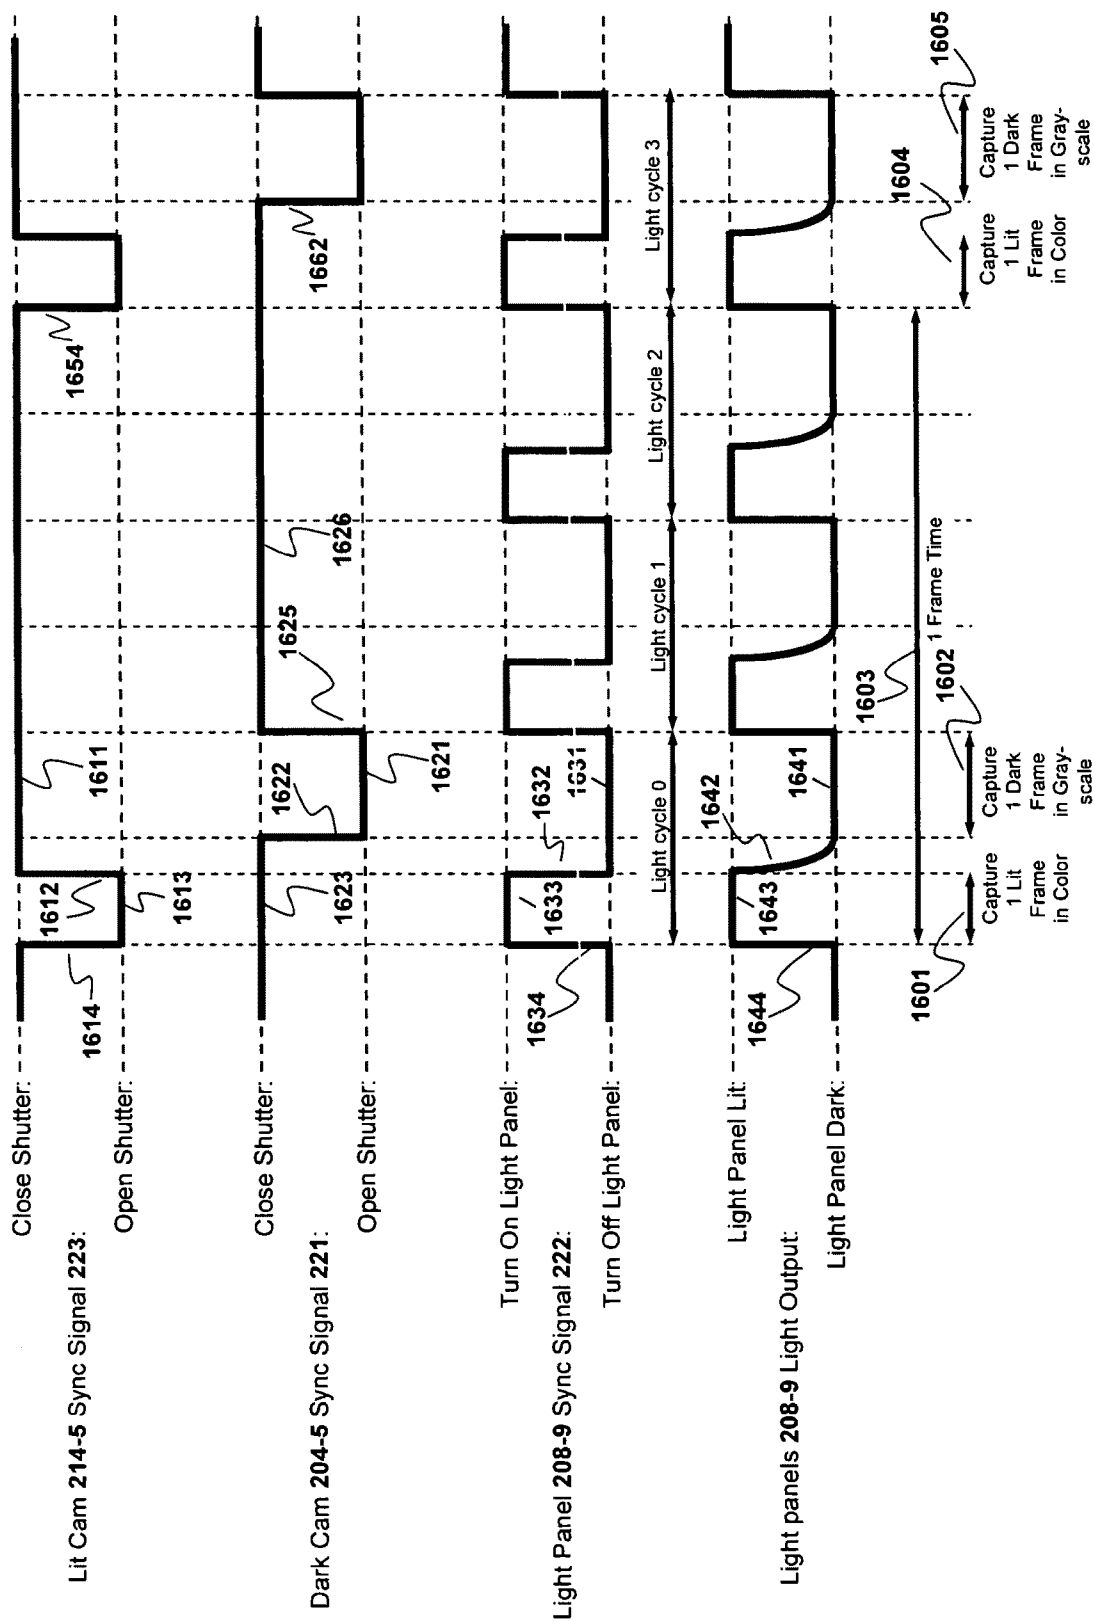 Lit Cam 214-5 Sync Signal 223:
Close Shutter:
Open Shutter:
1614
1612
1613
1611
1654
Dark Cam 204-5 Sync Signal 221:
Close Shutter:
Open Shutter:
1623
1622
1621
1625
1626
1662
Light Panel 208-9 Sync Signal 222:
Turn On Light Panel:
Turn Off Light Panel:
1634
1633
1632
1631
Light cycle 0
Light cycle 1
Light cycle 2
Light cycle 3
Light panels 208-9 Light Output:
Light Panel Lit:
Light Panel Dark:
1644
1643
1642
1641
1603
1 Frame Time
1601
1602
1604
1605
Capture
1 Lit
Frame
in Color
Capture
1 Dark
Frame
in Gray-
scale
Capture
1 Lit
Frame
in Color
Capture
1 Dark
Frame
in Gray-
scale